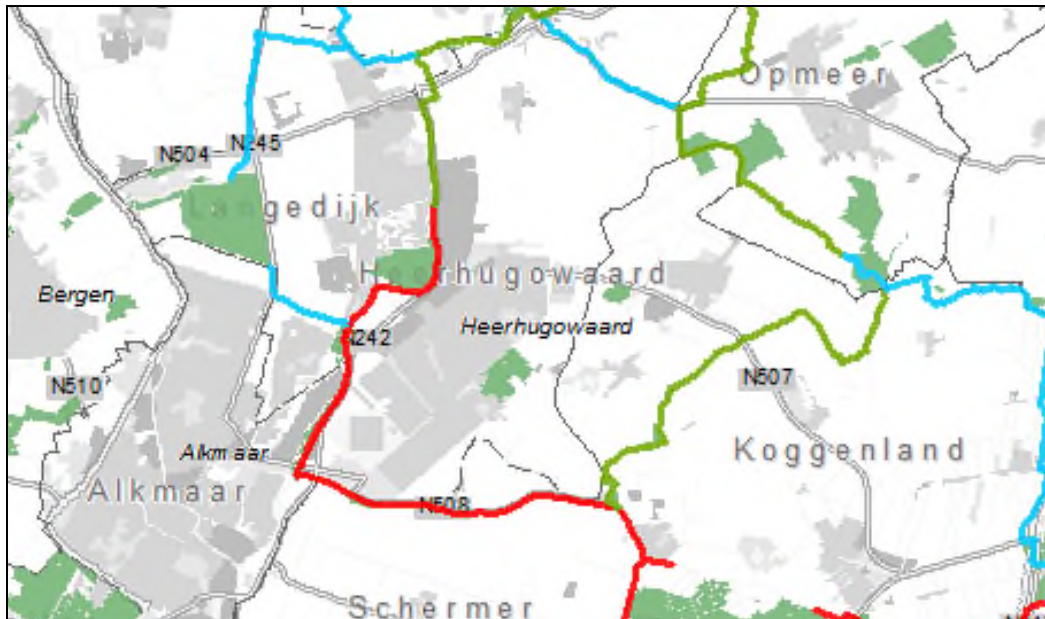 Opmeer
N245
N504
Langedijk
Heerhugowaard
Bergen
Heerhugowaard
N242
N510
N507
Alkmaar
Koggenland
Alkmaar
N508
Schermer